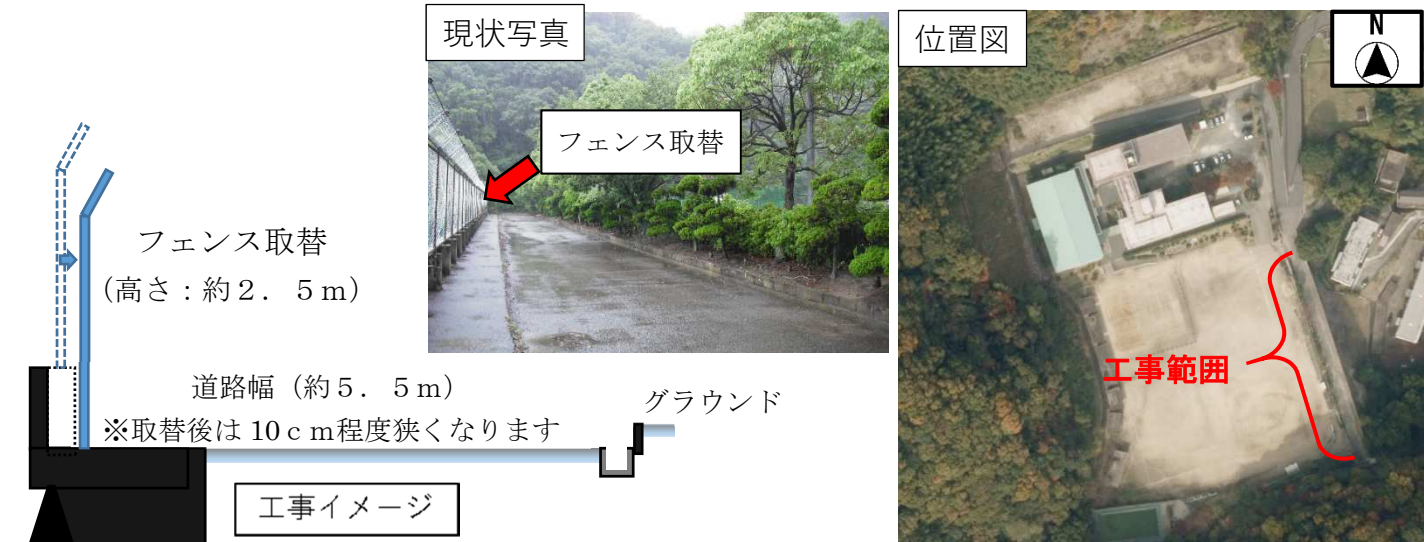 現状写真
フェンス取替
位置図
N
工事範囲
フェンス取替
(高さ：約２．５ｍ)
道路幅（約５．５ｍ）
※取替後は 10ｃｍ程度狭くなります
グラウンド
工事イメージ